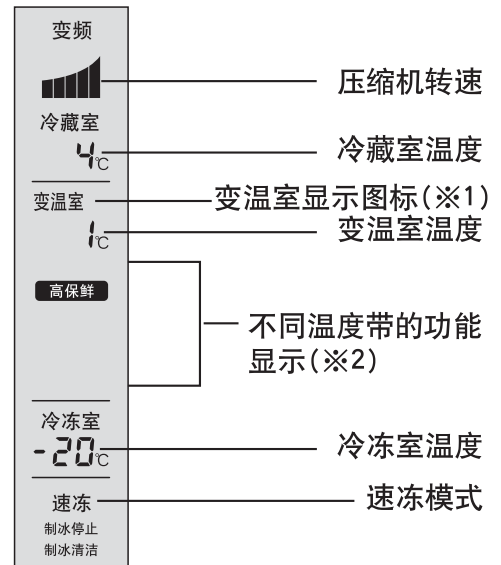 变频
压缩机转速
冷藏室
4℃
冷藏室温度
变温室
变温室显示图标(※1)
1℃
变温室温度
高保鲜
不同温度带的功能
显示(※2)
冷冻室
-20℃
冷冻室温度
速冻
速冻模式
制冰停止
制冰清洁